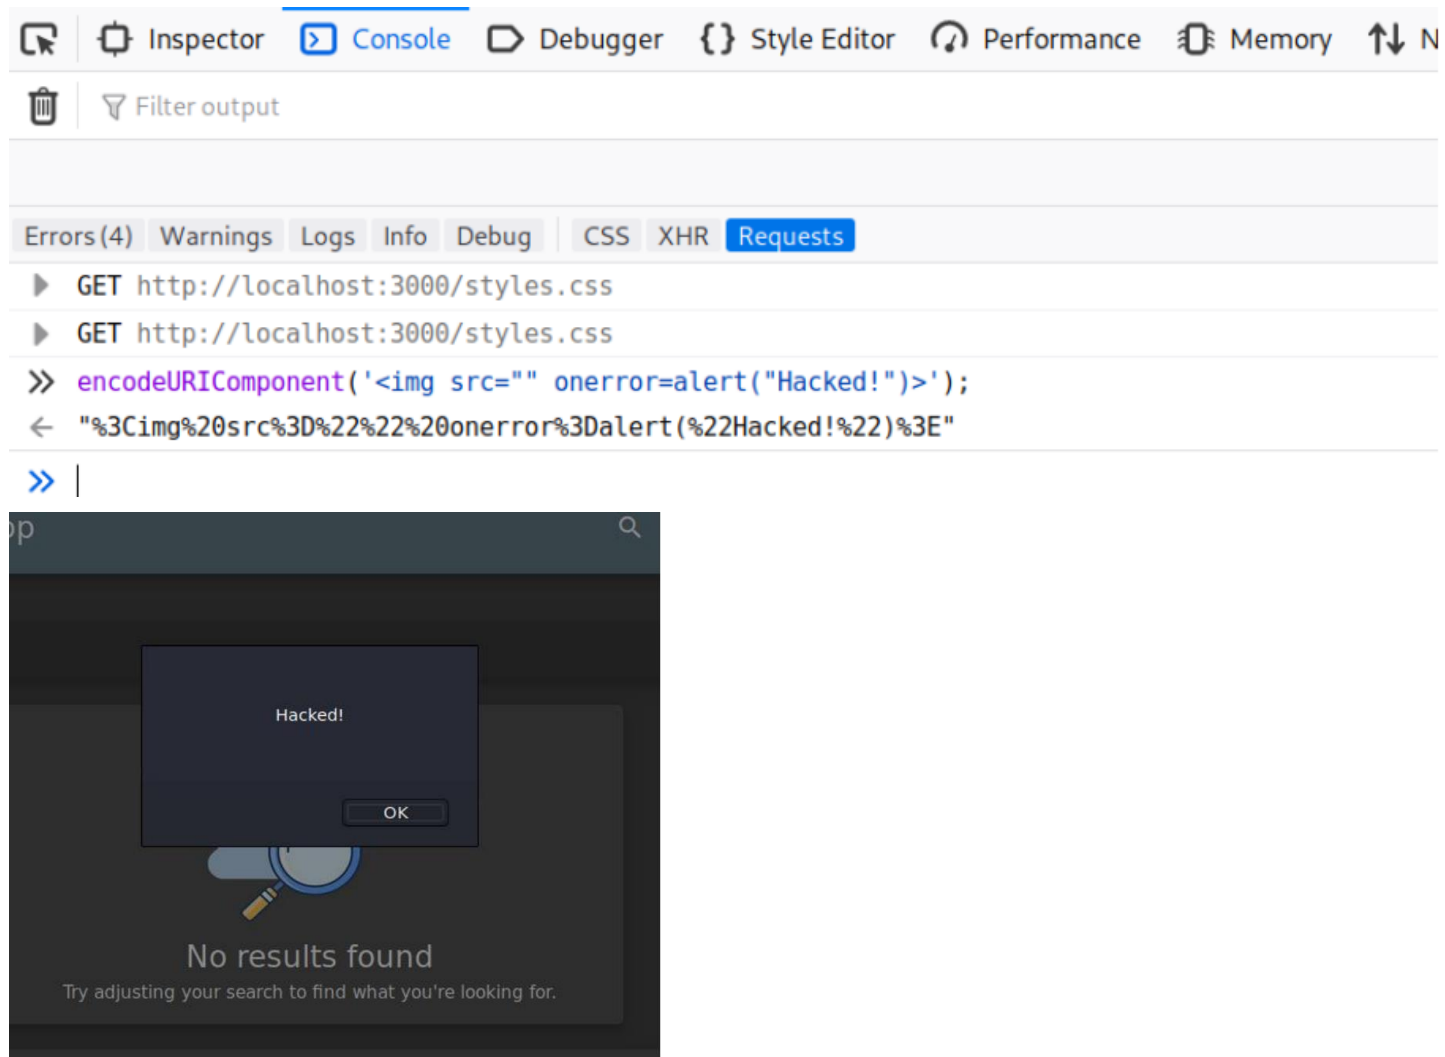 Inspector Console Debugger {} Style Editor Performance Memory N
Filter output
Errors (4) Warnings Logs Info Debug CSS XHR Requests
GET http://localhost:3000/styles.css
GET http://localhost:3000/styles.css
>> encodeURIComponent('<img src="" onerror=alert("Hacked!")>');
← "%3Cimg%20src%3D%22%22%20onerror%3Dalert(%22Hacked!%22)%3E"
>>
op
Hacked!
OK
No results found
Try adjusting your search to find what you're looking for.